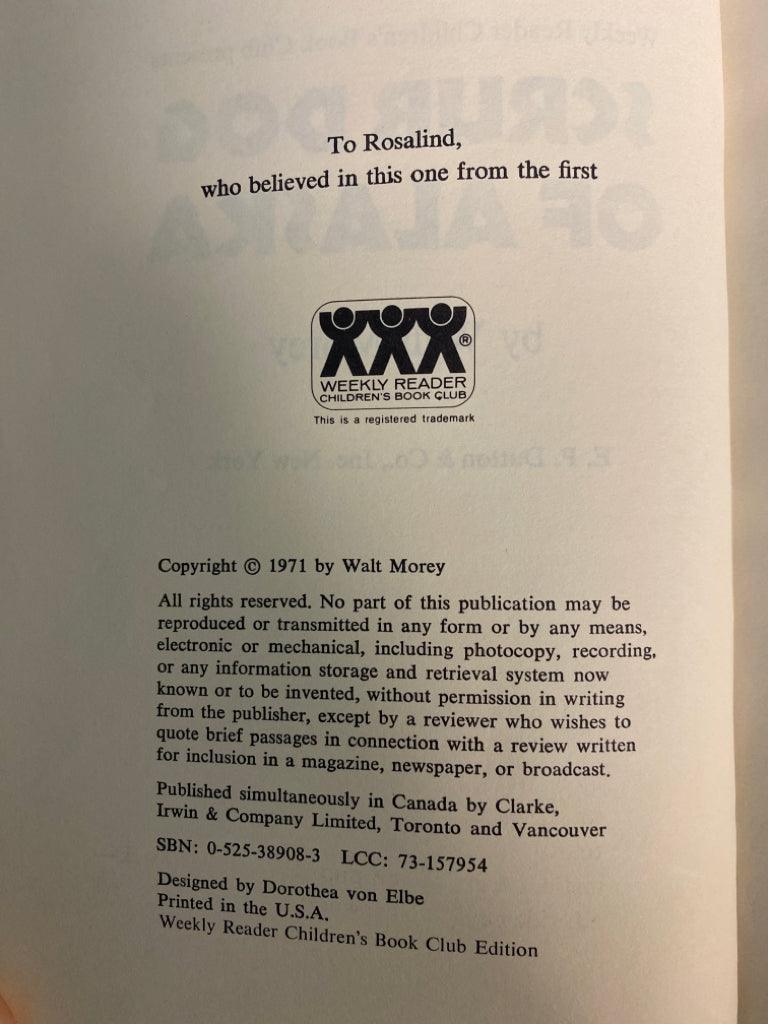 To Rosalind,
who believed in this one from the first
®
WEEKLY READER
CHILDREN'S BOOK CLUB
This is a registered trademark
Copyright © 1971 by Walt Morey
All rights reserved. No part of this publication may be
reproduced or transmitted in any form or by any means,
electronic or mechanical, including photocopy, recording,
or any information storage and retrieval system now
known or to be invented, without permission in writing
from the publisher, except by a reviewer who wishes to
quote brief passages in connection with a review written
for inclusion in a magazine, newspaper, or broadcast.
Published simultaneously in Canada by Clarke,
Irwin & Company Limited, Toronto and Vancouver
SBN: 0-525-38908-3 LCC: 73-157954
Designed by Dorothea von Elbe
Printed in the U.S.A.
Weekly Reader Children's Book Club Edition